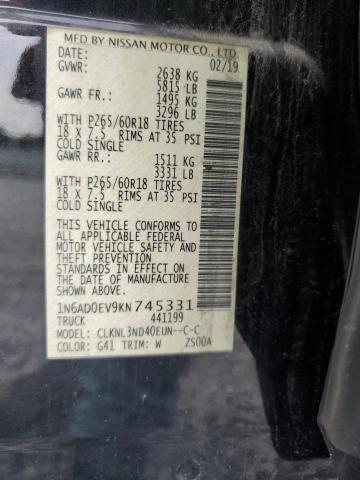 MFD BY NISSAN MOTOR CO., LTD.
DATE: 02/19
GVWR: 2638 KG
5815 LB
GAWR FR.: 1495 KG
3296 LB
WITH P265/60R18 TIRES
18 X 7.5 RIMS AT 35 PSI
COLD SINGLE
GAWR RR.: 1511 KG
3331 LB
WITH P265/60R18 TIRES
18 X 7.5 RIMS AT 35 PSI
COLD SINGLE
THIS VEHICLE CONFORMS TO
ALL APPLICABLE FEDERAL
MOTOR VEHICLE SAFETY AND
THEFT PREVENTION
STANDARDS IN EFFECT ON
THE DATE OF MANUFACTURE
SHOWN ABOVE.
1N6AD0EV9KN745331
TRUCK 441199
MODEL: CLKNL3ND40EUN--C-C
COLOR: G41 TRIM: W ZS00A